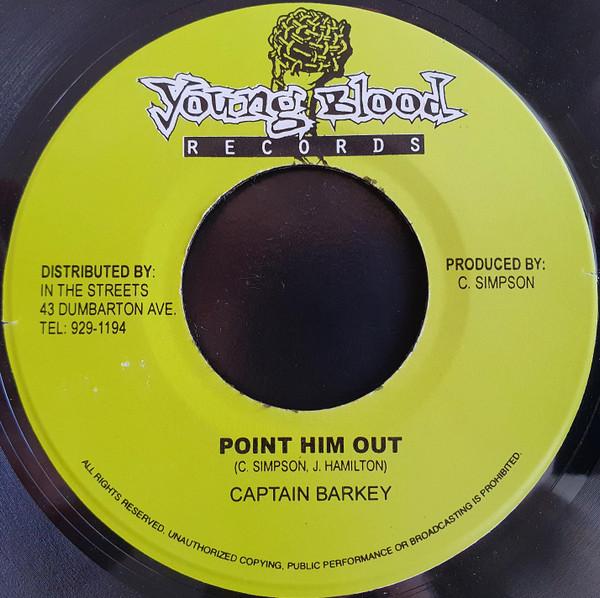 Young Blood
RECORDS
DISTRIBUTED BY:
IN THE STREETS
43 DUMBARTON AVE.
TEL: 929-1194
PRODUCED BY:
C. SIMPSON
POINT HIM OUT
(C. SIMPSON, J. HAMILTON)
CAPTAIN BARKEY
ALL RIGHTS RESERVED. UNAUTHORIZED COPYING, PUBLIC PERFORMANCE OR BROADCASTING IS PROHIBITED.